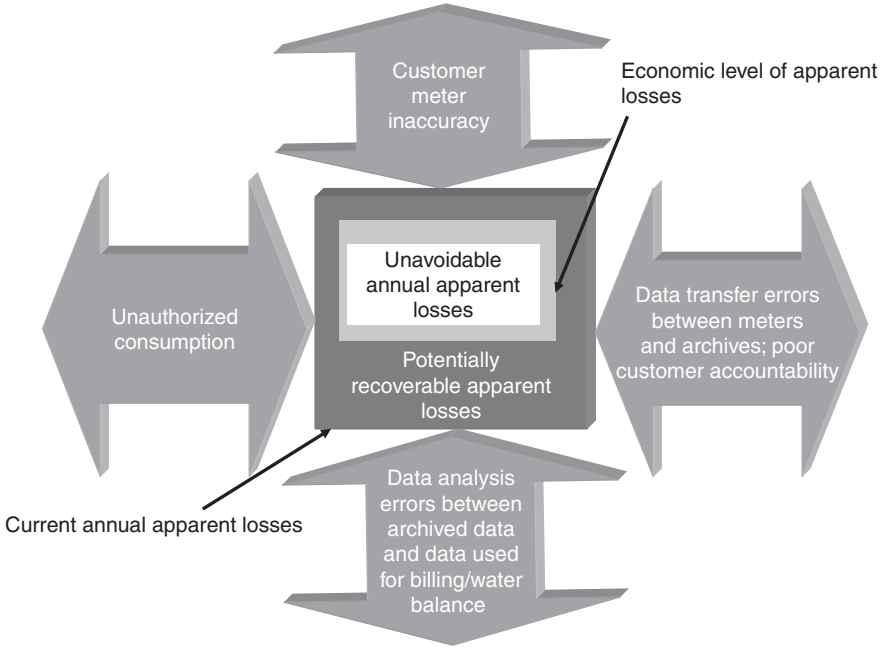 Customer
meter
inaccuracy
Economic level of apparent
losses
Unavoidable
annual apparent
losses
Unauthorized
consumption
Data transfer errors
between meters
and archives; poor
customer accountability
Potentially
recoverable apparent
losses
Current annual apparent losses
Data analysis
errors between
archived data
and data used
for billing/water
balance